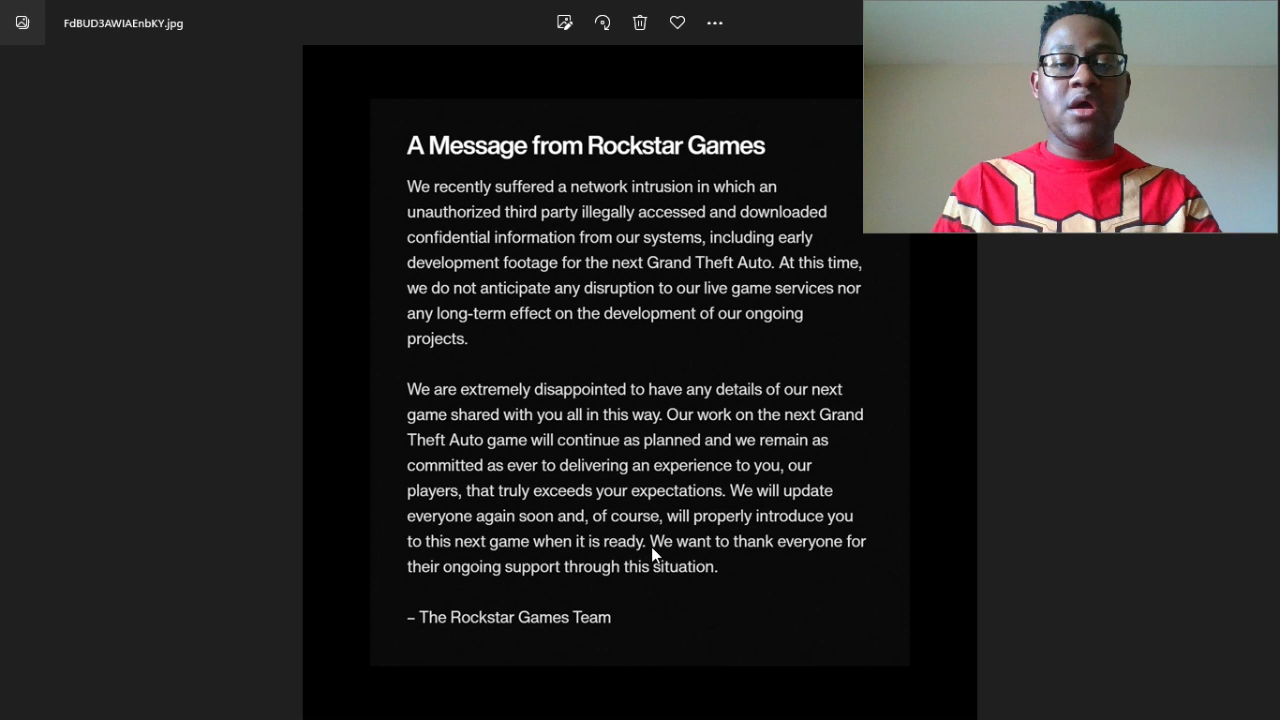 FdBUD3AWIAEnbKY.jpg
A Message from Rockstar Games
We recently suffered a network intrusion in which an
unauthorized third party illegally accessed and downloaded
confidential information from our systems, including early
development footage for the next Grand Theft Auto. At this time,
we do not anticipate any disruption to our live game services nor
any long-term effect on the development of our ongoing
projects.
We are extremely disappointed to have any details of our next
game shared with you all in this way. Our work on the next Grand
Theft Auto game will continue as planned and we remain as
committed as ever to delivering an experience to you, our
players, that truly exceeds your expectations. We will update
everyone again soon and, of course, will properly introduce you
to this next game when it is ready. We want to thank everyone for
their ongoing support through this situation.
– The Rockstar Games Team